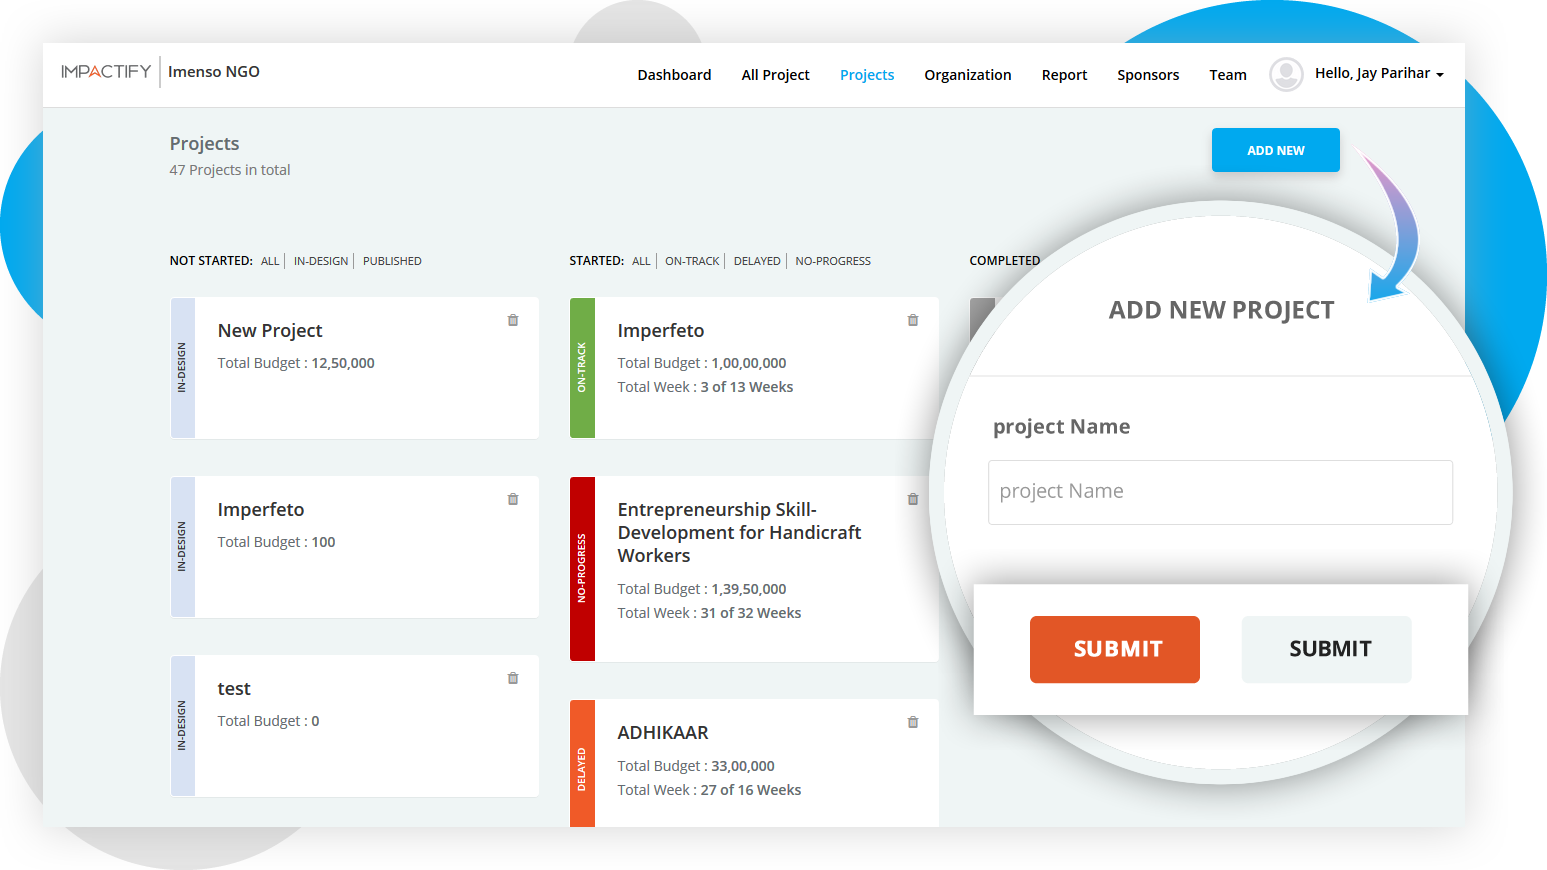 IMPACTIFY Imenso NGO
Dashboard All Project Projects Organization Report Sponsors Team Hello, Jay Parihar
Projects
47 Projects in total
ADD NEW
NOT STARTED: ALL IN-DESIGN PUBLISHED
IN-DESIGN
New Project
Total Budget : 12,50,000
IN-DESIGN
Imperfeto
Total Budget : 100
IN-DESIGN
test
Total Budget : 0
STARTED: ALL ON-TRACK DELAYED NO-PROGRESS
ON-TRACK
Imperfeto
Total Budget : 1,00,00,000
Total Week : 3 of 13 Weeks
NO-PROGRESS
Entrepreneurship Skill-
Development for Handicraft
Workers
Total Budget : 1,39,50,000
Total Week : 31 of 32 Weeks
DELAYED
ADHIKAAR
Total Budget : 33,00,000
Total Week : 27 of 16 Weeks
COMPLETED
ADD NEW PROJECT
project Name
project Name
SUBMIT SUBMIT